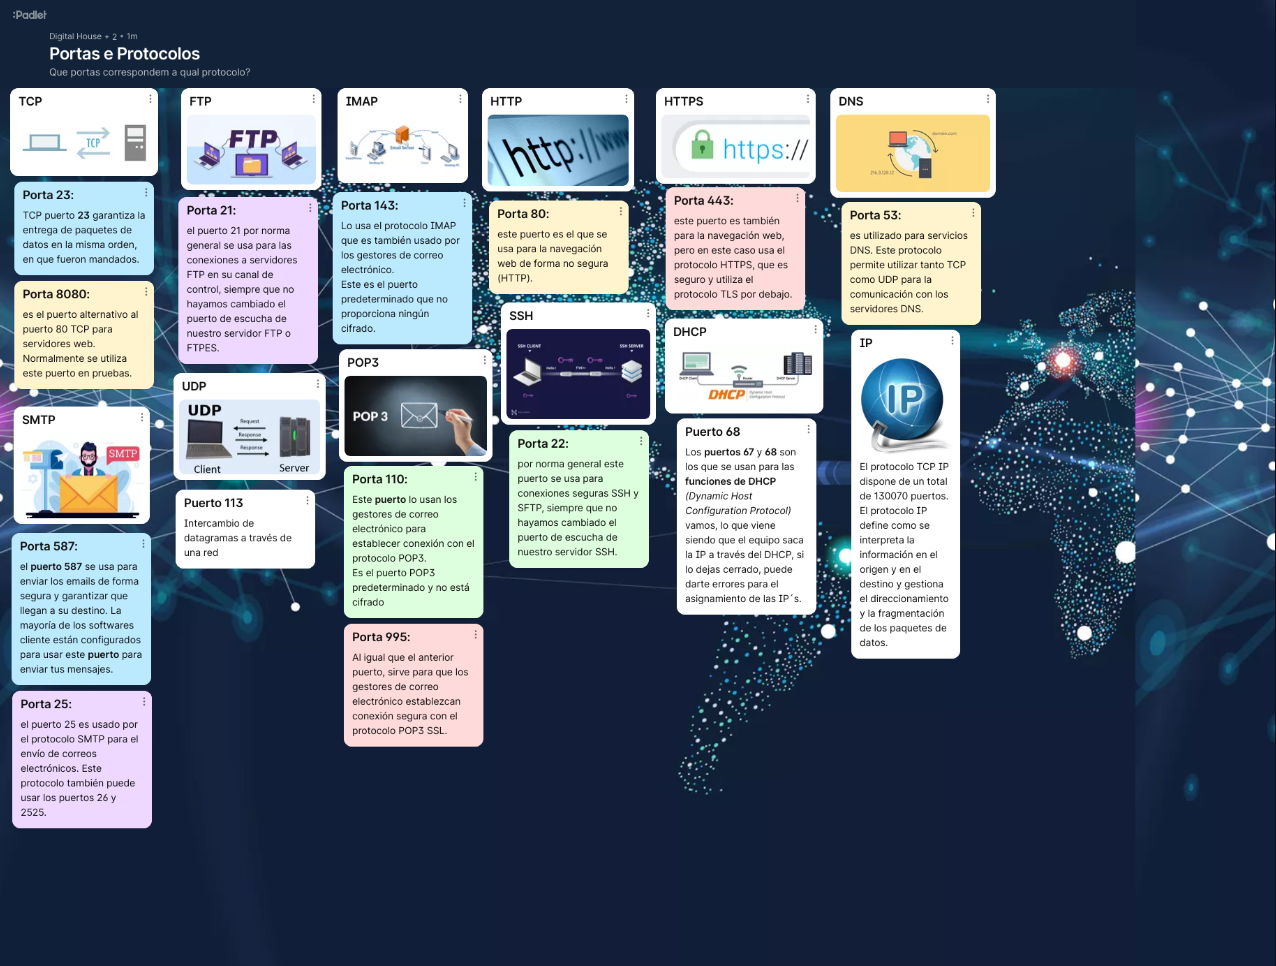 :Padlet
Digital House + 2 • 1m
Portas e Protocolos
Que portas correspondem a qual protocolo?
TCP
TCP
Porta 23:
TCP puerto 23 garantiza la
entrega de paquetes de
datos en la misma orden,
en que fueron mandados.
Porta 8080:
es el puerto alternativo al
puerto 80 TCP para
servidores web.
Normalmente se utiliza
este puerto en pruebas.
SMTP
SMTP
Porta 587:
el puerto 587 se usa para
enviar los emails de forma
segura y garantizar que
llegan a su destino. La
mayoría de los softwares
cliente están configurados
para usar este puerto para
enviar tus mensajes.
Porta 25:
el puerto 25 es usado por
el protocolo SMTP para el
envío de correos
electrónicos. Este
protocolo también puede
usar los puertos 26 y
2525.
FTP
FTP
Porta 21:
el puerto 21 por norma
general se usa para las
conexiones a servidores
FTP en su canal de
control, siempre que no
hayamos cambiado el
puerto de escucha de
nuestro servidor FTP o
FTPES.
UDP
UDP
Request
Response
Response
Client
Server
Puerto 113
Intercambio de
datagramas a través de
una red
IMAP
Email Server
Porta 143:
Lo usa el protocolo IMAP
que es también usado por
los gestores de correo
electrónico.
Este es el puerto
predeterminado que no
proporciona ningún
cifrado.
POP3
POP 3
Porta 110:
Este puerto lo usan los
gestores de correo
electrónico para
establecer conexión con el
protocolo POP3.
Es el puerto POP3
predeterminado y no está
cifrado
Porta 995:
Al igual que el anterior
puerto, sirve para que los
gestores de correo
electrónico establezcan
conexión segura con el
protocolo POP3 SSL.
HTTP
http://www
Porta 80:
este puerto es el que se
usa para la navegación
web de forma no segura
(HTTP).
SSH
SSH CLIENT
SSH SERVER
Porta 22:
por norma general este
puerto se usa para
conexiones seguras SSH y
SFTP, siempre que no
hayamos cambiado el
puerto de escucha de
nuestro servidor SSH.
HTTPS
https://
Porta 443:
este puerto es también
para la navegación web,
pero en este caso usa el
protocolo HTTPS, que es
seguro y utiliza el
protocolo TLS por debajo.
DHCP
DHCP Client
Router
DHCP Server
DHCP
Dynamic Host
Configuration Protocol
Puerto 68
Los puertos 67 y 68 son
los que se usan para las
funciones de DHCP
(Dynamic Host
Configuration Protocol)
vamos, lo que viene
siendo que el equipo saca
la IP a través del DHCP, si
lo dejas cerrado, puede
darte errores para el
asignamiento de las IP´s.
DNS
domain.com
Porta 53:
es utilizado para servicios
DNS. Este protocolo
permite utilizar tanto TCP
como UDP para la
comunicación con los
servidores DNS.
IP
IP
El protocolo TCP IP
dispone de un total
de 130070 puertos.
El protocolo IP
define como se
interpreta la
información en el
origen y en el
destino y gestiona
el direccionamiento
y la fragmentación
de los paquetes de
datos.